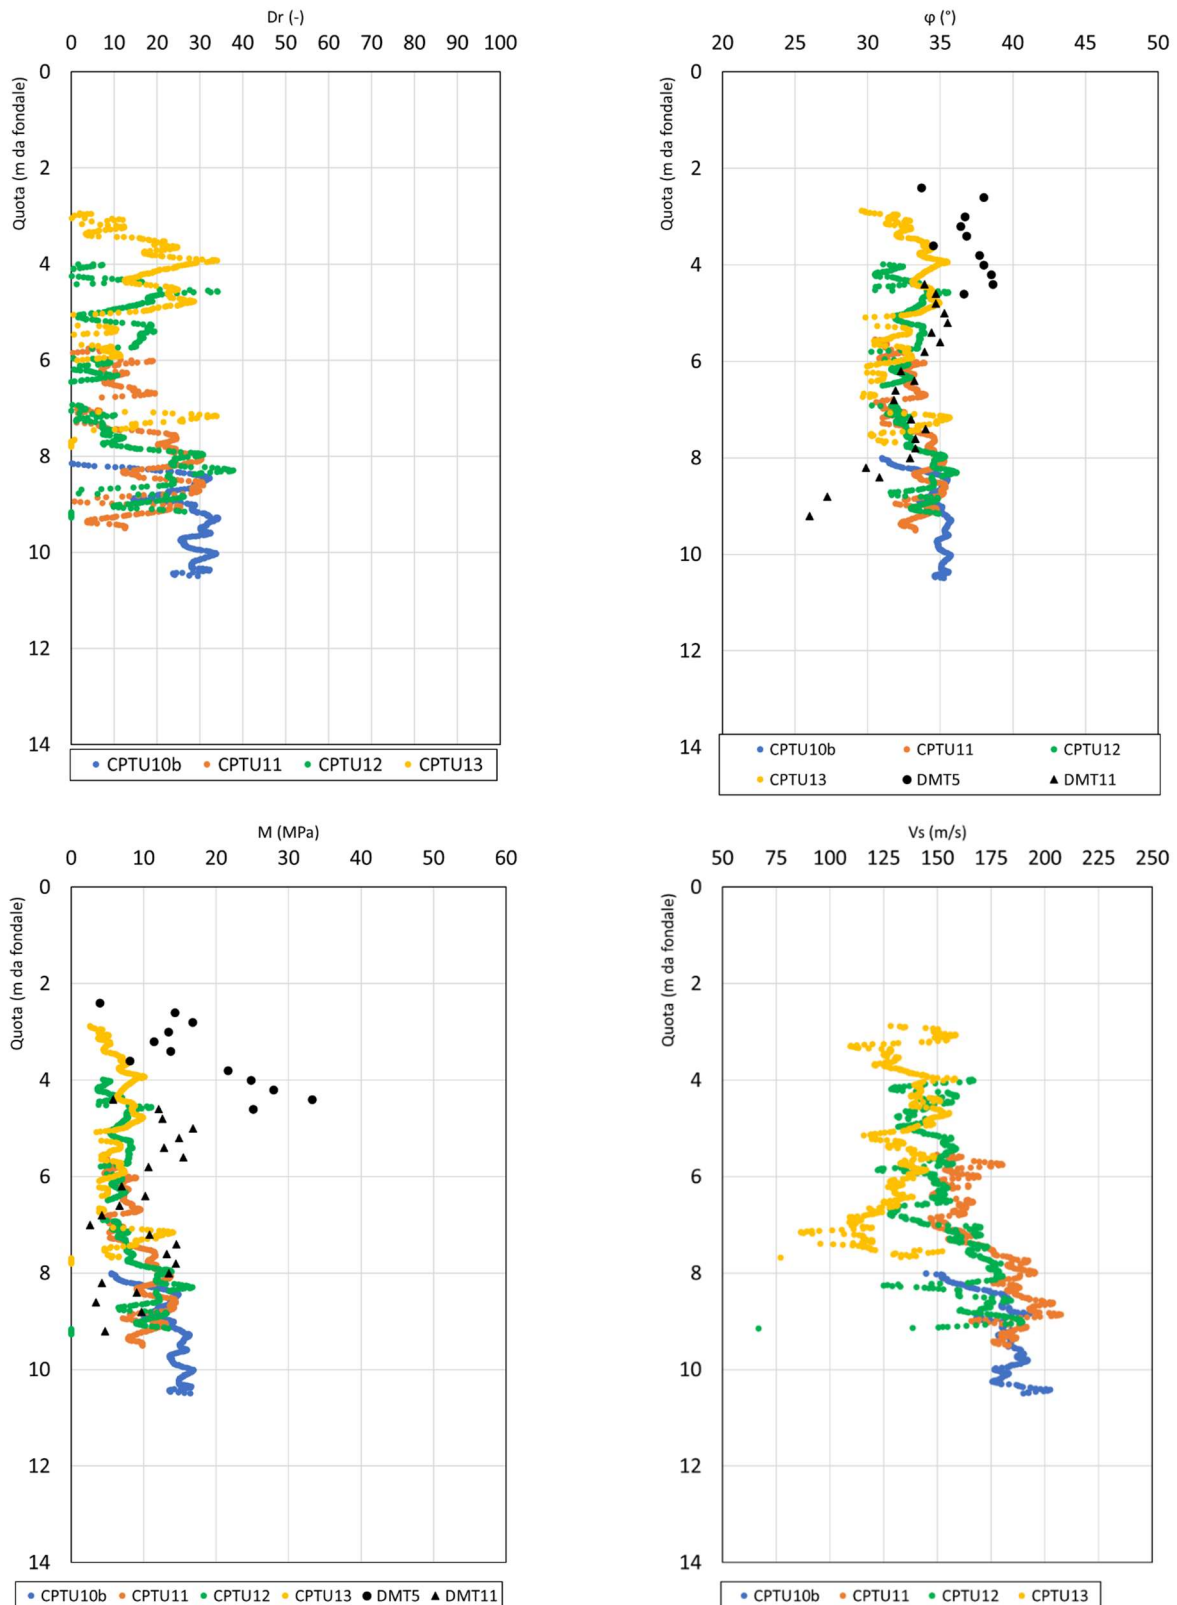 Dr (-)
0 10 20 30 40 50 60 70 80 90 100
Quota (m da fondale)
0
2
4
6
8
10
12
14
CPTU10b CPTU11 CPTU12 CPTU13
φ (°)
20 25 30 35 40 45 50
Quota (m da fondale)
0
2
4
6
8
10
12
14
CPTU10b CPTU11 CPTU12
CPTU13 DMT5 DMT11
M (MPa)
0 10 20 30 40 50 60
Quota (m da fondale)
0
2
4
6
8
10
12
14
CPTU10b CPTU11 CPTU12 CPTU13 DMT5 DMT11
Vs (m/s)
50 75 100 125 150 175 200 225 250
Quota (m da fondale)
0
2
4
6
8
10
12
14
CPTU10b CPTU11 CPTU12 CPTU13